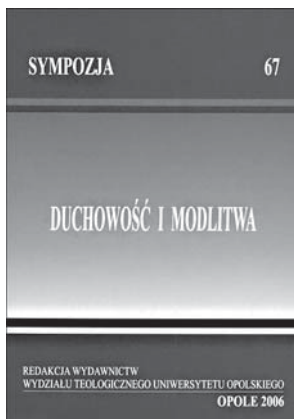 SYMPOZJA 67
DUCHOWOŚĆ I MODLITWA
REDAKCJA WYDAWNICTW
WYDZIAŁU TEOLOGICZNEGO UNIWERSYTETU OPOLSKIEGO
OPOLE 2006